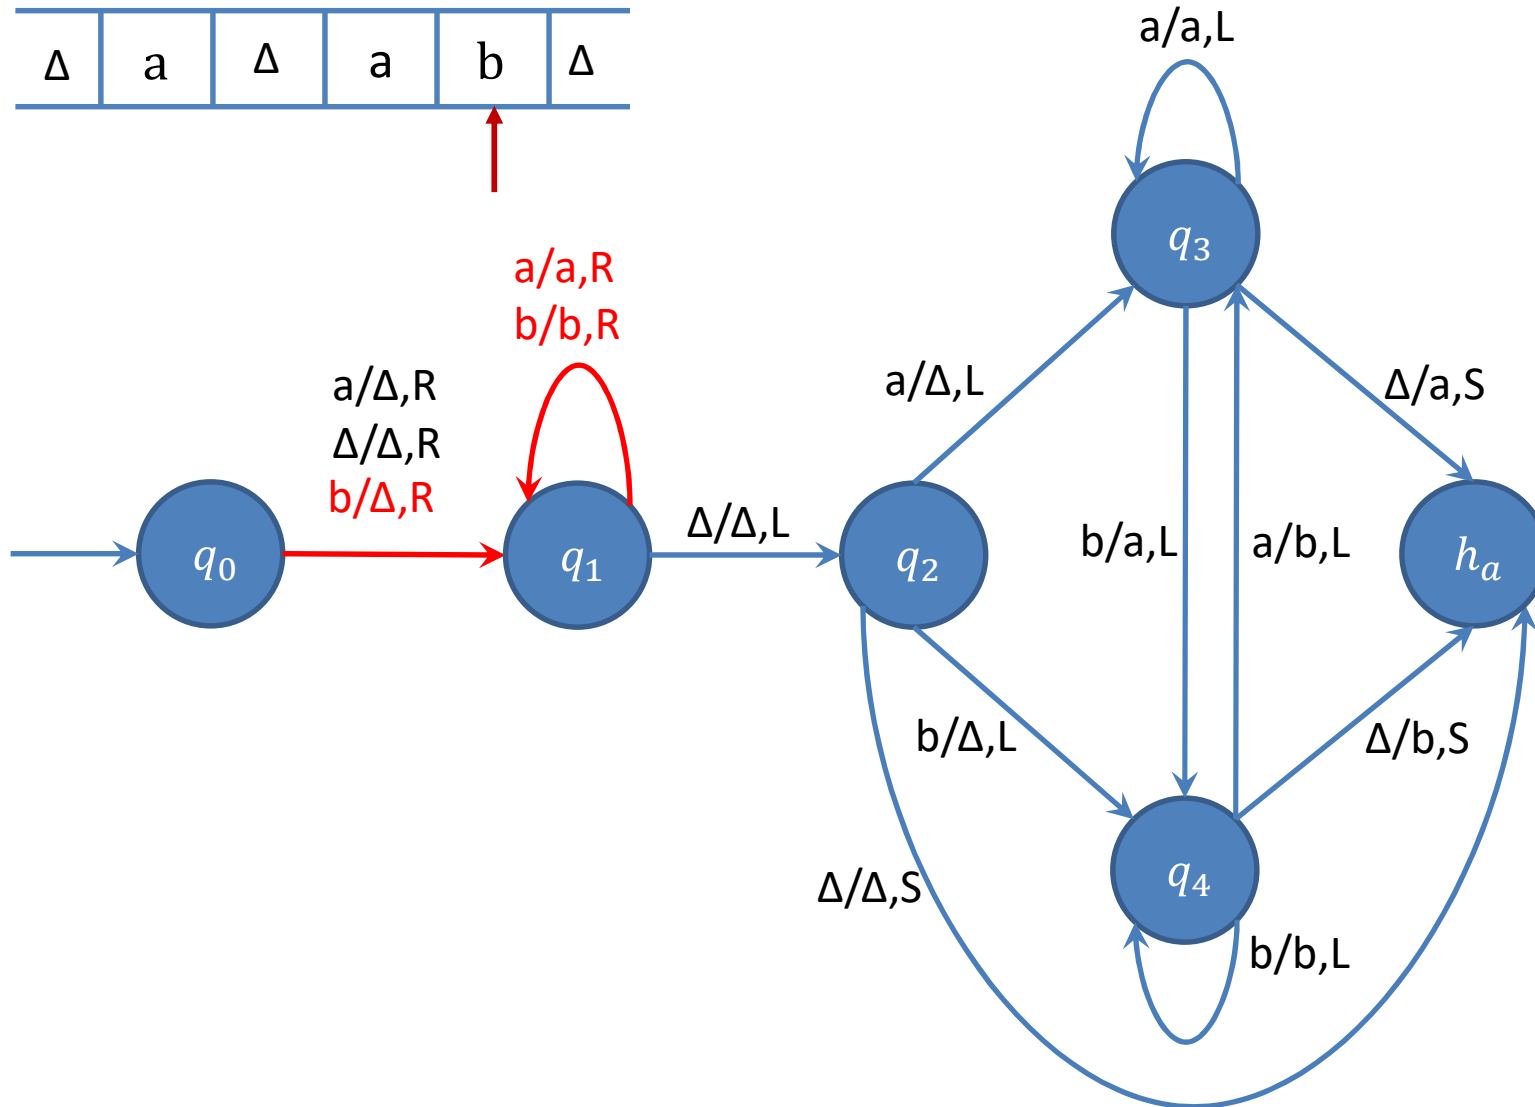 Δ a Δ a b Δ
a/a,L
q₃
a/a,R
b/b,R
a/Δ,R
Δ/Δ,R
b/Δ,R
a/Δ,L
Δ/a,S
q₀
q₁
Δ/Δ,L
q₂
b/a,L
a/b,L
hₐ
b/Δ,L
Δ/b,S
Δ/Δ,S
q₄
b/b,L